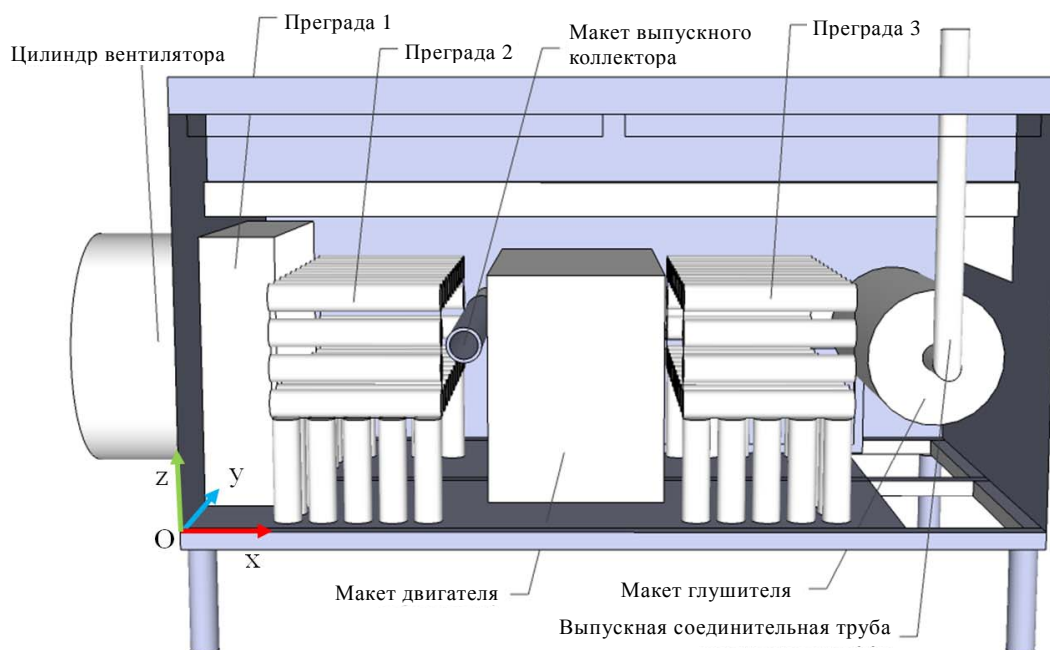 Преграда 1
Цилиндр вентилятора
Преграда 2
Макет выпускного
коллектора
Преграда 3
z
y
O
x
Макет двигателя
Макет глушителя
Выпускная соединительная труба